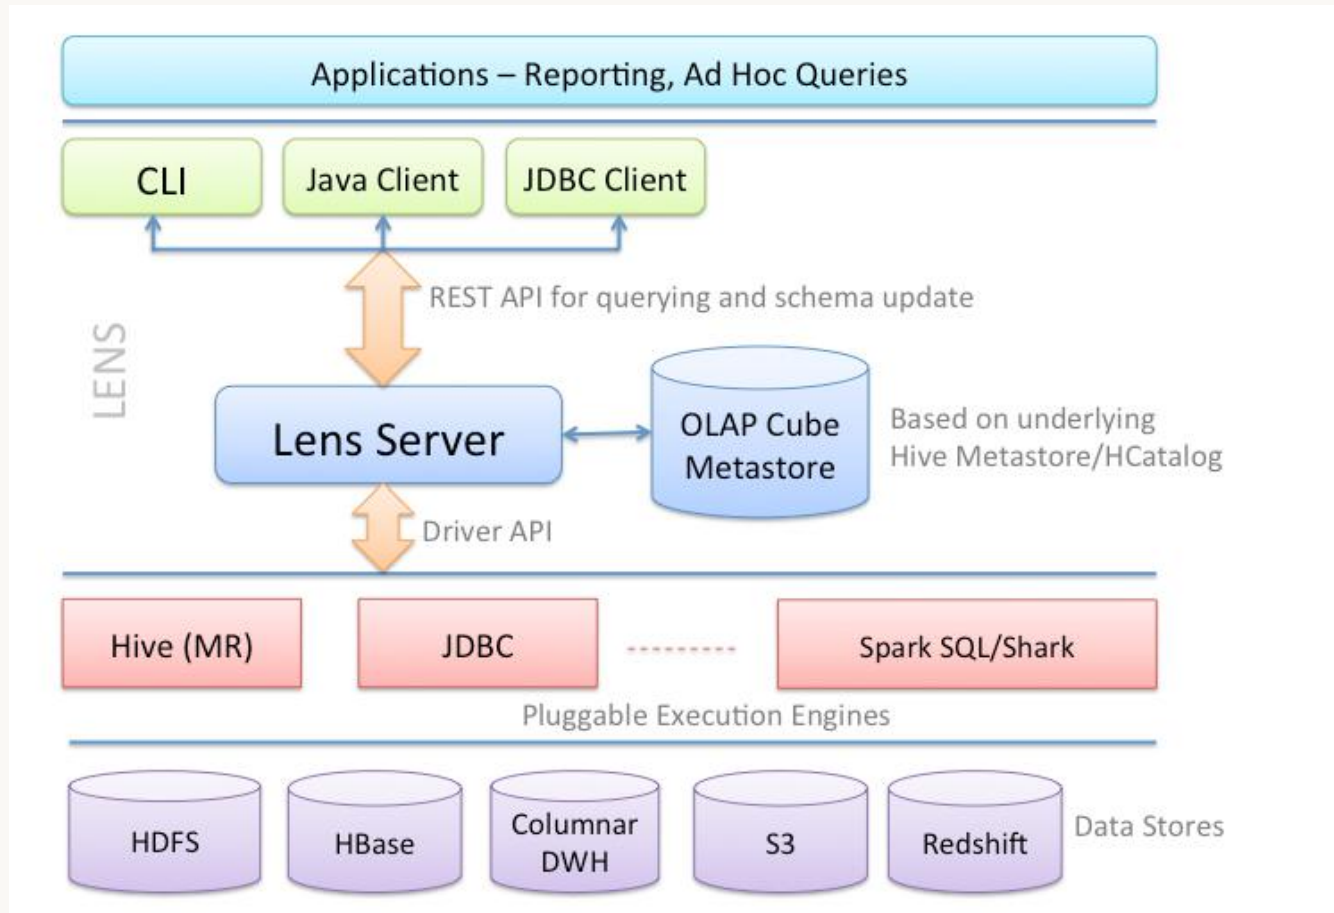 Applications – Reporting, Ad Hoc Queries
CLI
Java Client
JDBC Client
REST API for querying and schema update
LENS
Lens Server
OLAP Cube
Metastore
Based on underlying
Hive Metastore/HCatalog
Driver API
Hive (MR)
JDBC
Spark SQL/Shark
Pluggable Execution Engines
HDFS
HBase
Columnar
DWH
S3
Redshift
Data Stores